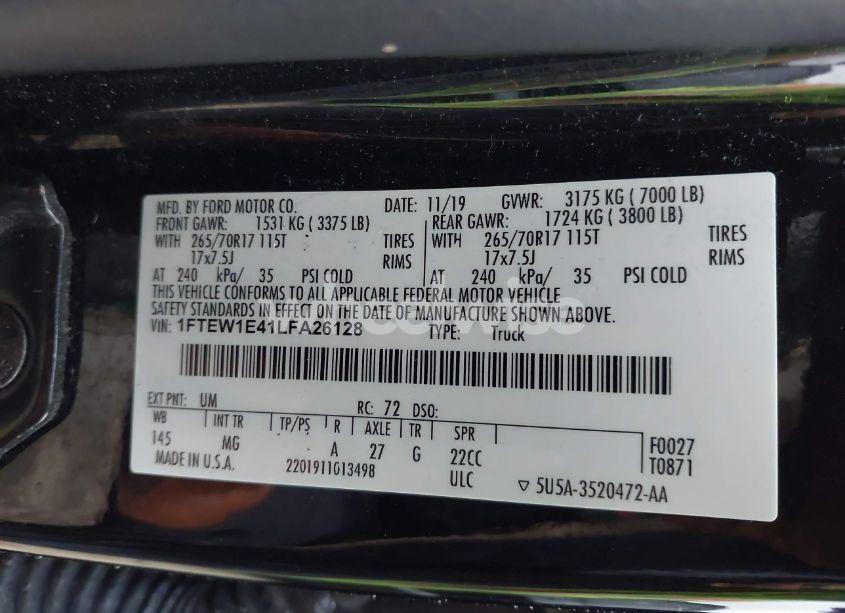 MFD. BY FORD MOTOR CO. DATE: 11/19 GVWR: 3175 KG ( 7000 LB)
FRONT GAWR: 1531 KG ( 3375 LB) REAR GAWR: 1724 KG ( 3800 LB)
WITH 265/70R17 115T TIRES WITH 265/70R17 115T TIRES
17x7.5J RIMS 17x7.5J RIMS
AT 240 kPa/ 35 PSI COLD AT 240 kPa/ 35 PSI COLD
THIS VEHICLE CONFORMS TO ALL APPLICABLE FEDERAL MOTOR VEHICLE
SAFETY STANDARDS IN EFFECT ON THE DATE OF MANUFACTURE SHOWN ABOVE.
VIN: 1FTEW1E41LFA26128 TYPE: Truck
EXT PNT: UM RC: 72 DSO:
WB INT TR TP/PS R AXLE TR SPR F0027
145 MG A 27 G 22CC T0871
MADE IN U.S.A. 2201911013498 ULC ▽ 5U5A-3520472-AA